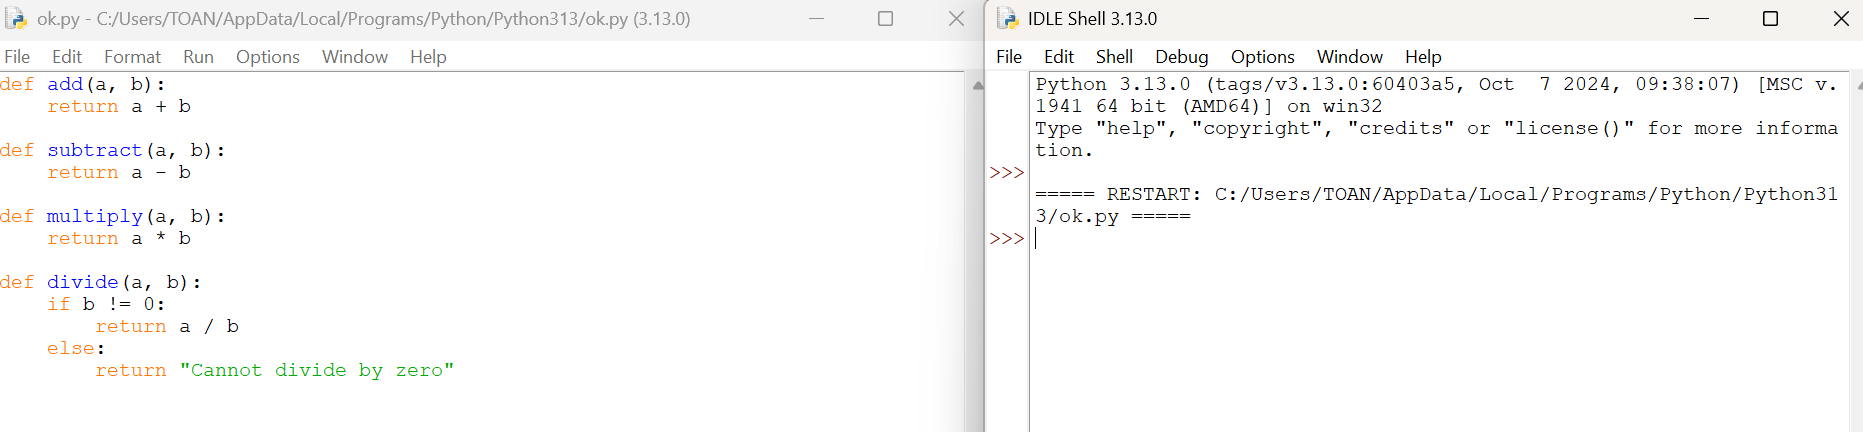 ok.py - C:/Users/TOAN/AppData/Local/Programs/Python/Python313/ok.py (3.13.0)
File Edit Format Run Options Window Help
def add(a, b):
    return a + b

def subtract(a, b):
    return a - b

def multiply(a, b):
    return a * b

def divide(a, b):
    if b != 0:
        return a / b
    else:
        return "Cannot divide by zero"
IDLE Shell 3.13.0
File Edit Shell Debug Options Window Help
Python 3.13.0 (tags/v3.13.0:60403a5, Oct  7 2024, 09:38:07) [MSC v.
1941 64 bit (AMD64)] on win32
Type "help", "copyright", "credits" or "license()" for more informa
tion.
>>>
===== RESTART: C:/Users/TOAN/AppData/Local/Programs/Python/Python31
3/ok.py =====
>>>